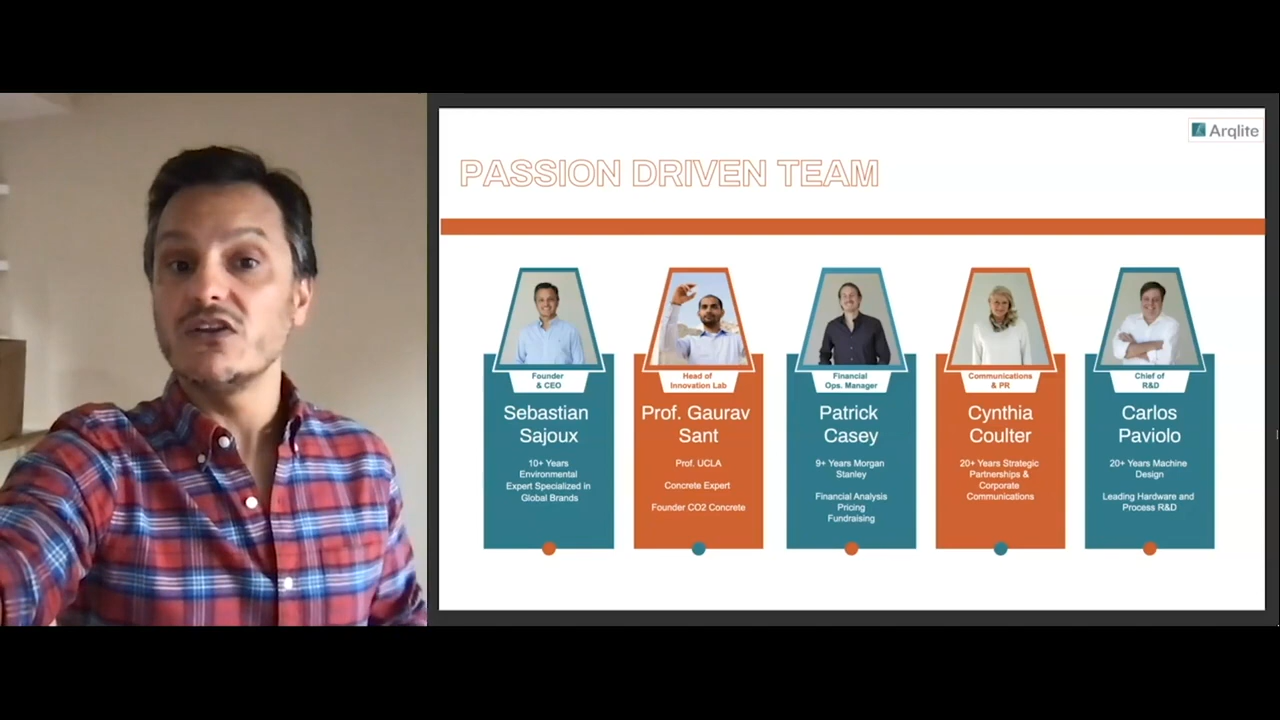 Arqlite
PASSION DRIVEN TEAM
Founder
& CEO
Sebastian
Sajoux
10+ Years
Environmental
Expert Specialized in
Global Brands
Head of
Innovation Lab
Prof. Gaurav
Sant
Prof. UCLA
Concrete Expert
Founder CO2 Concrete
Financial
Ops. Manager
Patrick
Casey
9+ Years Morgan
Stanley
Financial Analysis
Pricing
Fundraising
Communications
& PR
Cynthia
Coulter
20+ Years Strategic
Partnerships &
Corporate
Communications
Chief of
R&D
Carlos
Paviolo
20+ Years Machine
Design
Leading Hardware and
Process R&D